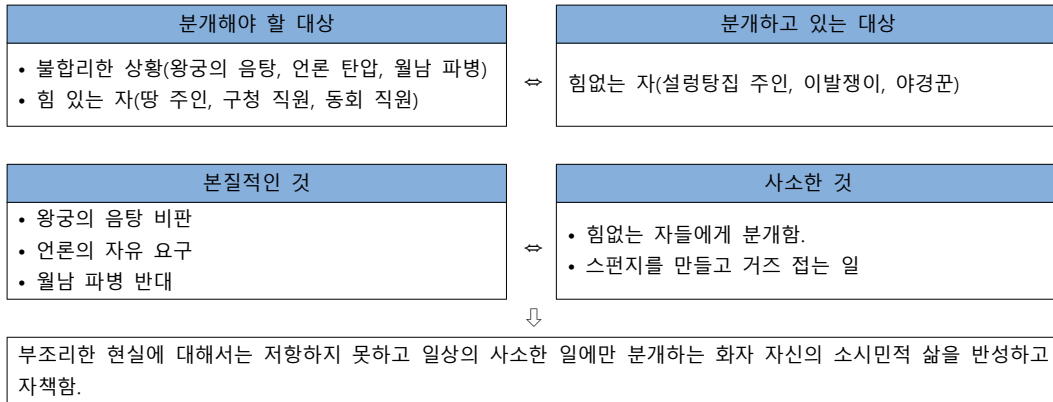 분개해야 할 대상
• 불합리한 상황(왕궁의 음탕, 언론 탄압, 월남 파병)
• 힘 있는 자(땅 주인, 구청 직원, 동회 직원)
⇔
분개하고 있는 대상
힘없는 자(설렁탕집 주인, 이발쟁이, 야경꾼)
본질적인 것
• 왕궁의 음탕 비판
• 언론의 자유 요구
• 월남 파병 반대
⇔
사소한 것
• 힘없는 자들에게 분개함.
• 스펀지를 만들고 거즈 접는 일
⇩
부조리한 현실에 대해서는 저항하지 못하고 일상의 사소한 일에만 분개하는 화자 자신의 소시민적 삶을 반성하고
자책함.